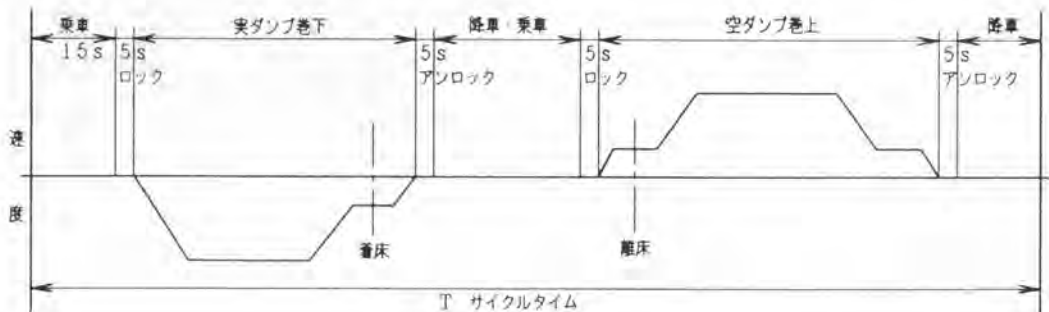 乗車 実ダンプ巻下 降車・乗車 空ダンプ巻上 降車
15s 5s 5s 5s 5s
ロック アンロック ロック アンロック
速
度
着床 離床
T サイクルタイム